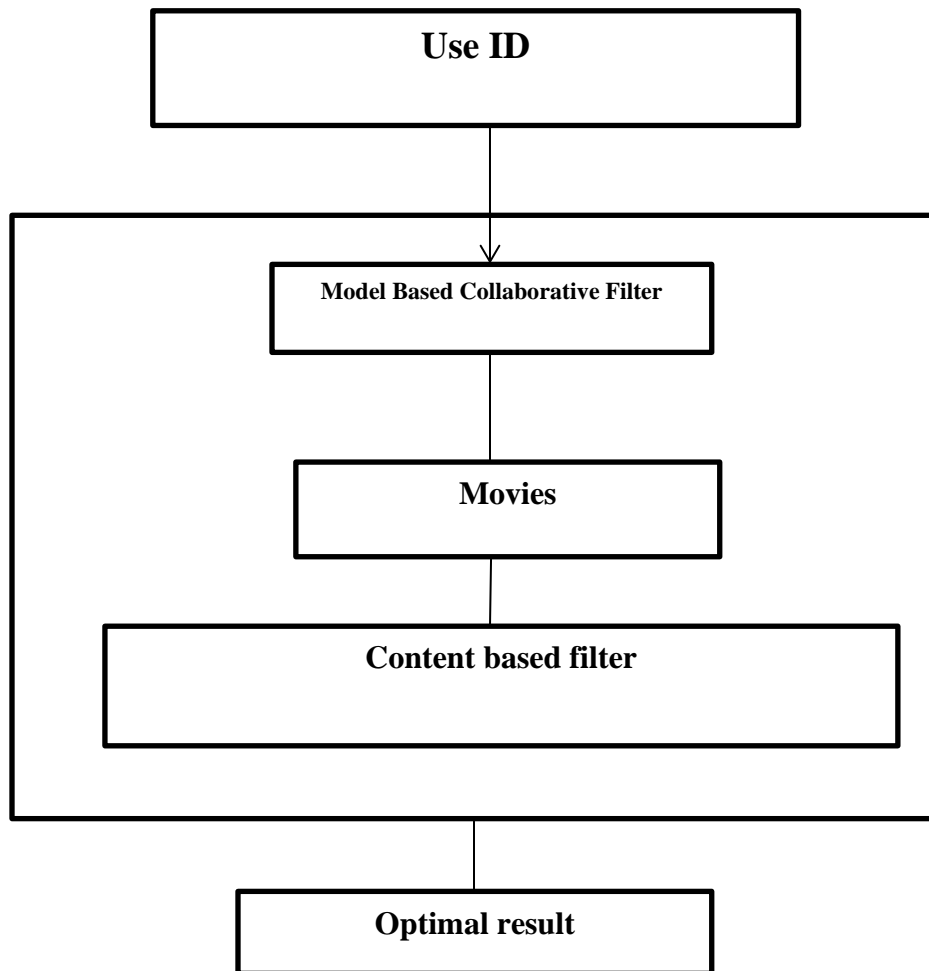 Use ID
Model Based Collaborative Filter
Movies
Content based filter
Optimal result